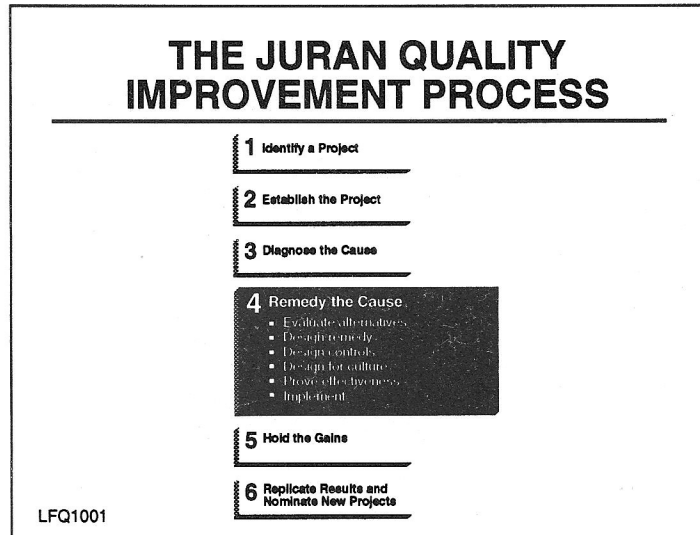 THE JURAN QUALITY
IMPROVEMENT PROCESS
1 Identify a Project
2 Establish the Project
3 Diagnose the Cause
4 Remedy the Cause
▪ Evaluate alternatives
▪ Design remedy
▪ Design controls
▪ Design for culture
▪ Prove effectiveness
▪ Implement
5 Hold the Gains
6 Replicate Results and
Nominate New Projects
LFQ1001